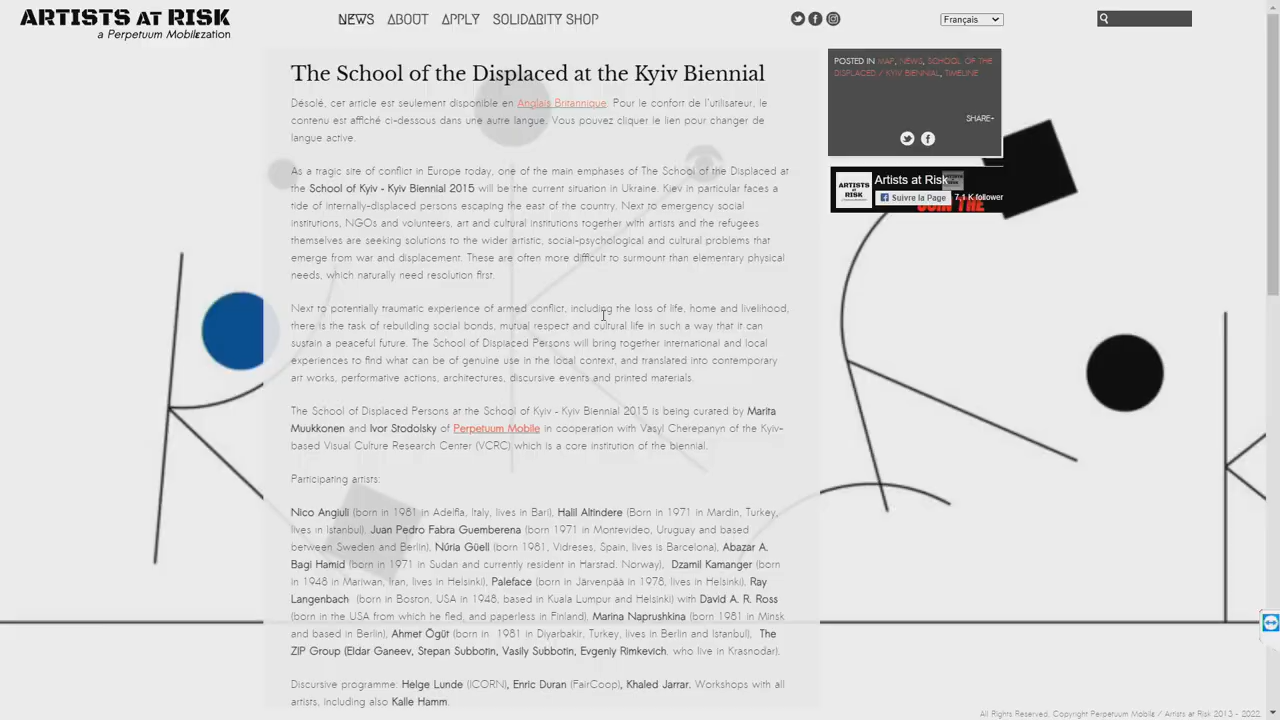 ARTISTS AT RISK
a Perpetuum Mobilezation
NEWS ABOUT APPLY SOLIDARITY SHOP
Français
The School of the Displaced at the Kyiv Biennial
Désolé, cet article est seulement disponible en Anglais Britannique. Pour le confort de l'utilisateur, le
contenu est affiché ci-dessous dans une autre langue. Vous pouvez cliquer le lien pour changer de
langue active.
a tragic site of conflict in Europe today, one of the main emphases of The School of the Displaced at
the School of Kyiv - Kyiv Biennial 2015 will be the current situation in Ukraine. Kiev in particular faces a
of internally displaced persons escaping the east of the country. Next to state and social
institutions, NGOs and volunteers, art and cultural institutions together with artists and the refugees
themselves are seeking solutions to the wider artistic, social-psychological and cultural problems that
emerge from war and displacement. These are often more difficult to surmount than elementary physical
needs, which naturally need resolution first.
Next to potentially traumatic experience of armed conflict, including the loss of life, home and livelihood,
there is the task of rebuilding social bonds, mutual respect and cultural life in such a way that it can
sustain a peaceful future. The School of Displaced Persons will bring together international and local
experiences to find what can be of genuine use in the local context, and translated into contemporary
art works, performative actions, architectures, discursive events and printed materials.
The School of Displaced Persons at the School of Kyiv - Kyiv Biennial 2015 is being curated by Marita
Muukkonen and Ivor Stodolsky of Perpetuum Mobile in cooperation with Vasyl Cherepanyn of the Kyiv-
based Visual Culture Research Center (VCRC) which is a core institution of the biennial.
Participating artists:
Nico Angiuli (born in 1981 in Adelfia, Italy, lives in Bari), Halil Altindere (Born in 1971 in Mardin, Turkey,
lives in Istanbul), Juan Pedro Fabra Guemberena (born 1971 in Montevideo, Uruguay and based
between Sweden and Berlin), Núria Güell (born 1981, Vidreses, Spain, lives is Barcelona), Abazar A.
Bagi Hamid (born in 1971 in Sudan and currently resident in Harstad, Norway), Dzamil Kamanger (born
in 1948 in Mariwan, Iran, lives in Helsinki), Paleface (born in Järvenpää in 1978, lives in Helsinki), Ray
Langenbach (born in Boston, USA in 1948, based in Kuala Lumpur and Helsinki) with David A. R. Ross
(born in the USA from which he fled, and paperless in Finland), Marina Naprushkina (born 1981 in Minsk
and based in Berlin), Ahmet Ögüt (born in 1981 in Diyarbakir, Turkey, lives in Berlin and Istanbul), The
ZIP Group (Eldar Ganeev, Stepan Subbotin, Vasily Subbotin, Evgeniy Rimkevich, who live in Krasnodar).
Discursive programme: Helge Lunde (ICORN), Enric Duran (FairCoop), Khaled Jarrar. Workshops with all
artists, including also Kalle Hamm.
POSTED IN MAP, NEWS, SCHOOL OF THE
DISPLACED / KYIV BIENNIAL, TIMELINE
SHARE-
ARTISTS
AT RISK
Artists at Risk
Suivre la Page
7,1 K follower
JOIN THE
All Rights Reserved, Copyright Perpetuum Mobile / Artists at Risk 2013 - 2022.